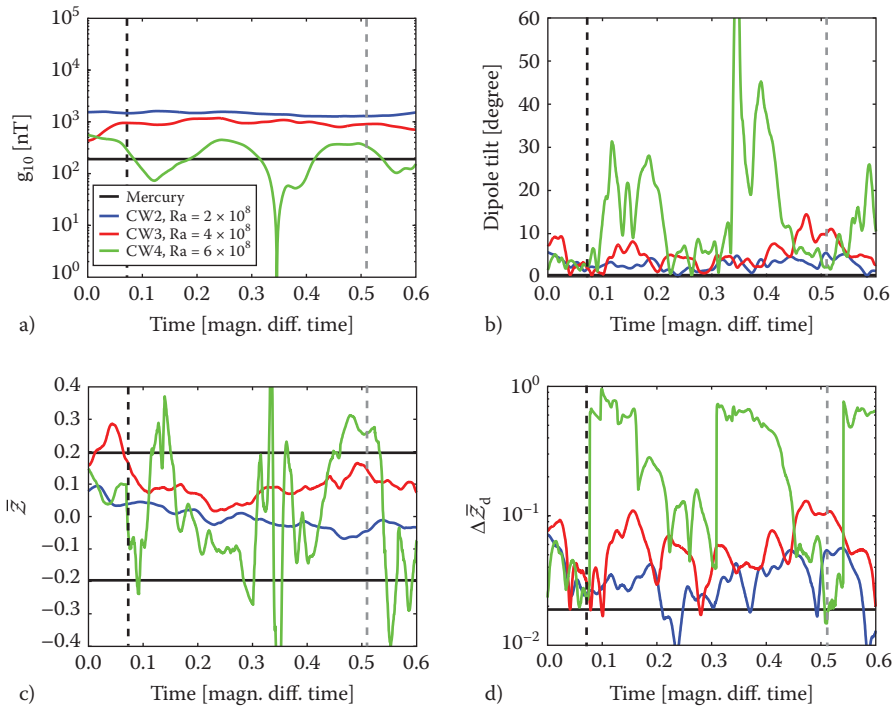 10⁵
10⁴
10³
10²
10¹
10⁰
g₁₀ [nT]
Mercury
CW2, Ra = 2 × 10⁸
CW3, Ra = 4 × 10⁸
CW4, Ra = 6 × 10⁸
0.0 0.1 0.2 0.3 0.4 0.5 0.6
a) Time [magn. diff. time]
60
50
40
30
20
10
0
Dipole tilt [degree]
0.0 0.1 0.2 0.3 0.4 0.5 0.6
b) Time [magn. diff. time]
0.4
0.3
0.2
0.1
0.0
−0.1
−0.2
−0.3
−0.4
𝒵̅
0.0 0.1 0.2 0.3 0.4 0.5 0.6
c) Time [magn. diff. time]
10⁰
10⁻¹
10⁻²
Δ𝒵̅d
0.0 0.1 0.2 0.3 0.4 0.5 0.6
d) Time [magn. diff. time]